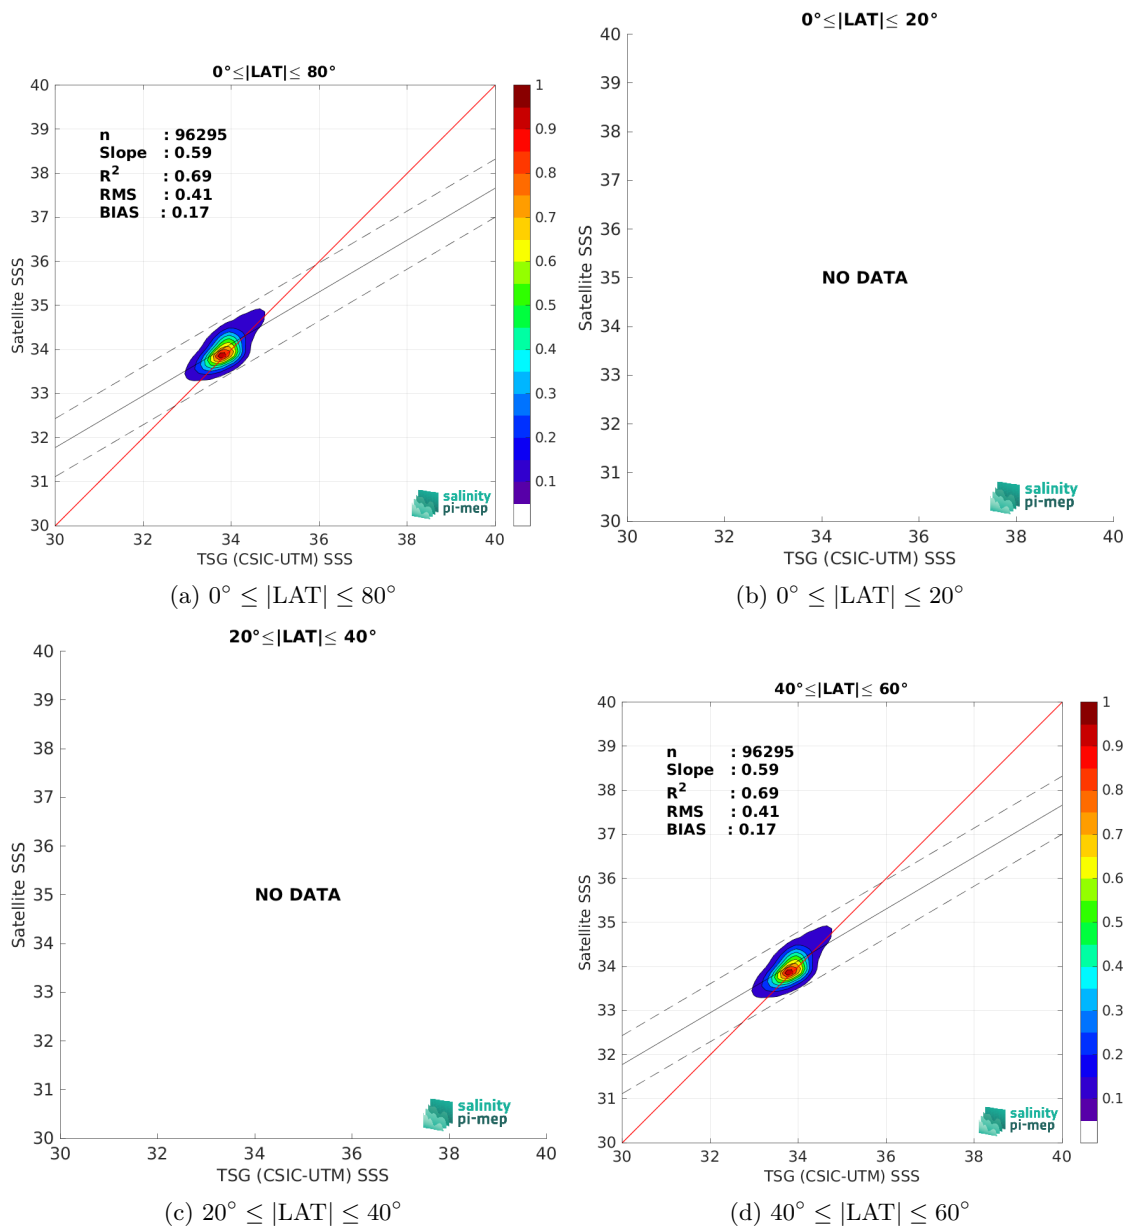 0°≤|LAT|≤ 80°
40
39
38
37
36
35
34
33
32
31
30
Satellite SSS
n : 96295
Slope : 0.59
R² : 0.69
RMS : 0.41
BIAS : 0.17
salinity
pi-mep
30 32 34 36 38 40
TSG (CSIC-UTM) SSS
1
0.9
0.8
0.7
0.6
0.5
0.4
0.3
0.2
0.1
(a) 0° ≤ |LAT| ≤ 80°
0°≤|LAT|≤ 20°
40
39
38
37
36
35
34
33
32
31
30
Satellite SSS
NO DATA
salinity
pi-mep
30 32 34 36 38 40
TSG (CSIC-UTM) SSS
(b) 0° ≤ |LAT| ≤ 20°
20°≤|LAT|≤ 40°
40
39
38
37
36
35
34
33
32
31
30
Satellite SSS
NO DATA
salinity
pi-mep
30 32 34 36 38 40
TSG (CSIC-UTM) SSS
(c) 20° ≤ |LAT| ≤ 40°
40°≤|LAT|≤ 60°
40
39
38
37
36
35
34
33
32
31
30
Satellite SSS
n : 96295
Slope : 0.59
R² : 0.69
RMS : 0.41
BIAS : 0.17
salinity
pi-mep
30 32 34 36 38 40
TSG (CSIC-UTM) SSS
1
0.9
0.8
0.7
0.6
0.5
0.4
0.3
0.2
0.1
(d) 40° ≤ |LAT| ≤ 60°